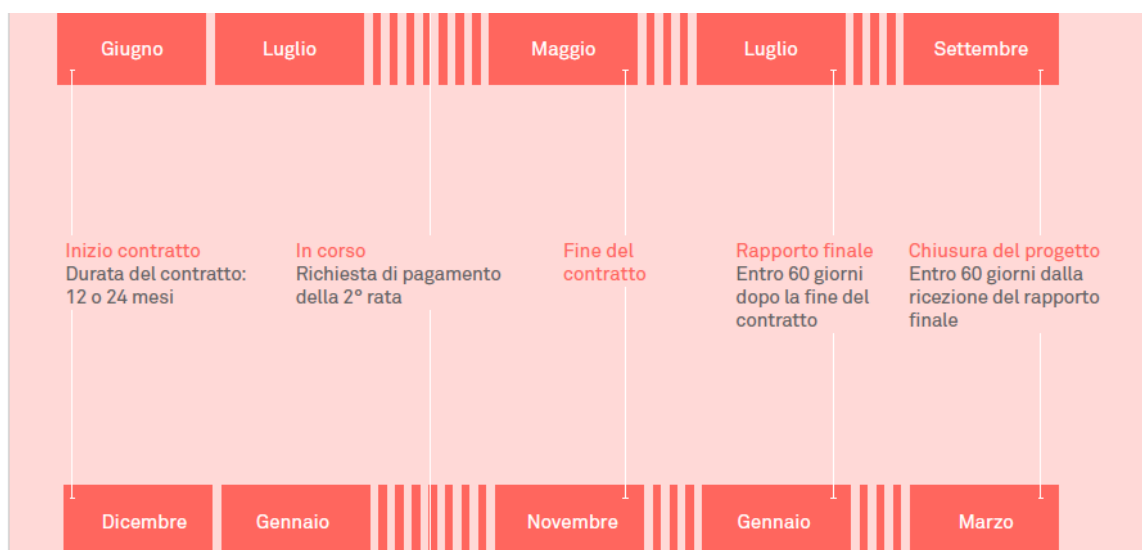 Giugno
Luglio
Maggio
Luglio
Settembre
Inizio contratto
Durata del contratto:
12 o 24 mesi
In corso
Richiesta di pagamento
della 2° rata
Fine del
contratto
Rapporto finale
Entro 60 giorni
dopo la fine del
contratto
Chiusura del progetto
Entro 60 giorni dalla
ricezione del rapporto
finale
Dicembre
Gennaio
Novembre
Gennaio
Marzo